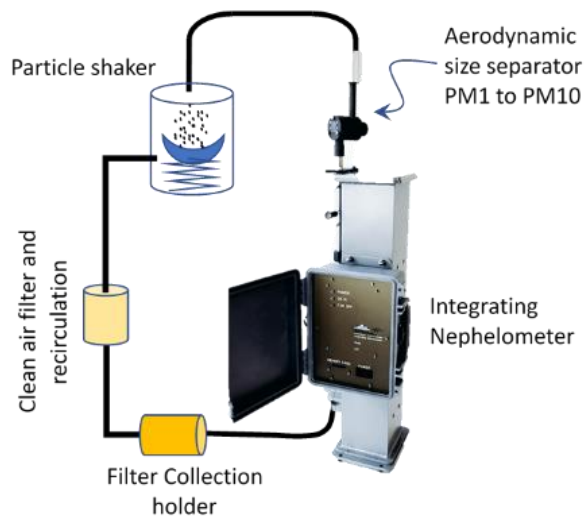 Particle shaker
Aerodynamic
size separator
PM1 to PM10
Clean air filter and
recirculation
Integrating
Nephelometer
Filter Collection
holder